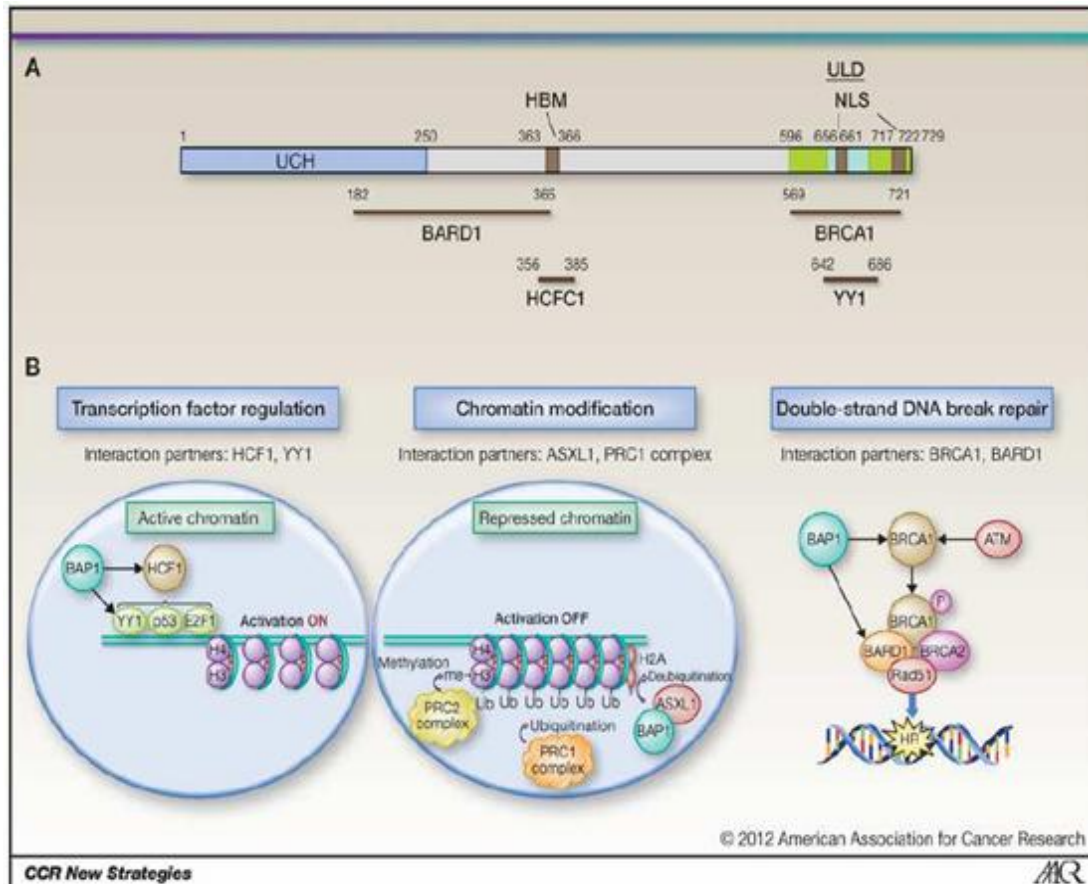 A
ULD
HBM NLS
1 250 363 366 596 656 661 717 722 729
UCH
182 365 569 721
BARD1 BRCA1
356 385 642 686
HCFC1 YY1
B
Transcription factor regulation
Interaction partners: HCF1, YY1
Active chromatin
BAP1 HCF1
YY1 p53 E2F1 Activation ON
H4
H3
Chromatin modification
Interaction partners: ASXL1, PRC1 complex
Repressed chromatin
Activation OFF
H4 H2A
Methylation Deubiquitination
me H3
Ub Ub Ub Ub Ub Ub
PRC2
complex
ASXL1
BAP1
Ubiquitination
PRC1
complex
Double-strand DNA break repair
Interaction partners: BRCA1, BARD1
BAP1 BRCA1 ATM
P
BRCA1
BARD1 BRCA2
Rad51
HR
© 2012 American Association for Cancer Research
CCR New Strategies
AACR